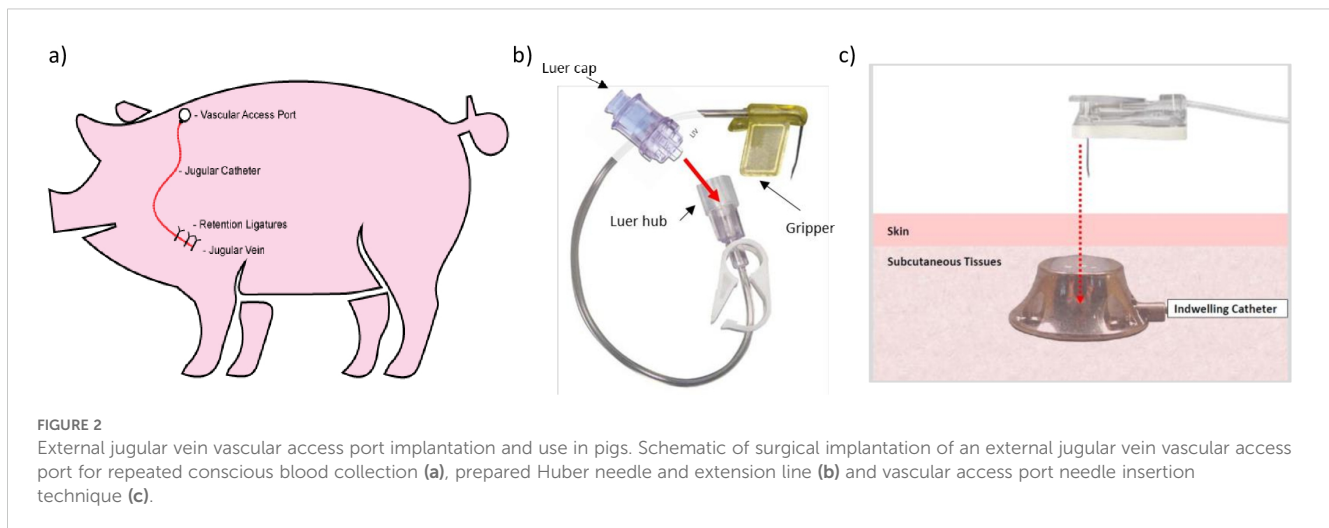 a)
- Vascular Access Port
- Jugular Catheter
- Retention Ligatures
- Jugular Vein
b)
Luer cap
LIV
Luer hub
Gripper
c)
Skin
Subcutaneous Tissues
Indwelling Catheter
FIGURE 2
External jugular vein vascular access port implantation and use in pigs. Schematic of surgical implantation of an external jugular vein vascular access
port for repeated conscious blood collection (a), prepared Huber needle and extension line (b) and vascular access port needle insertion
technique (c).